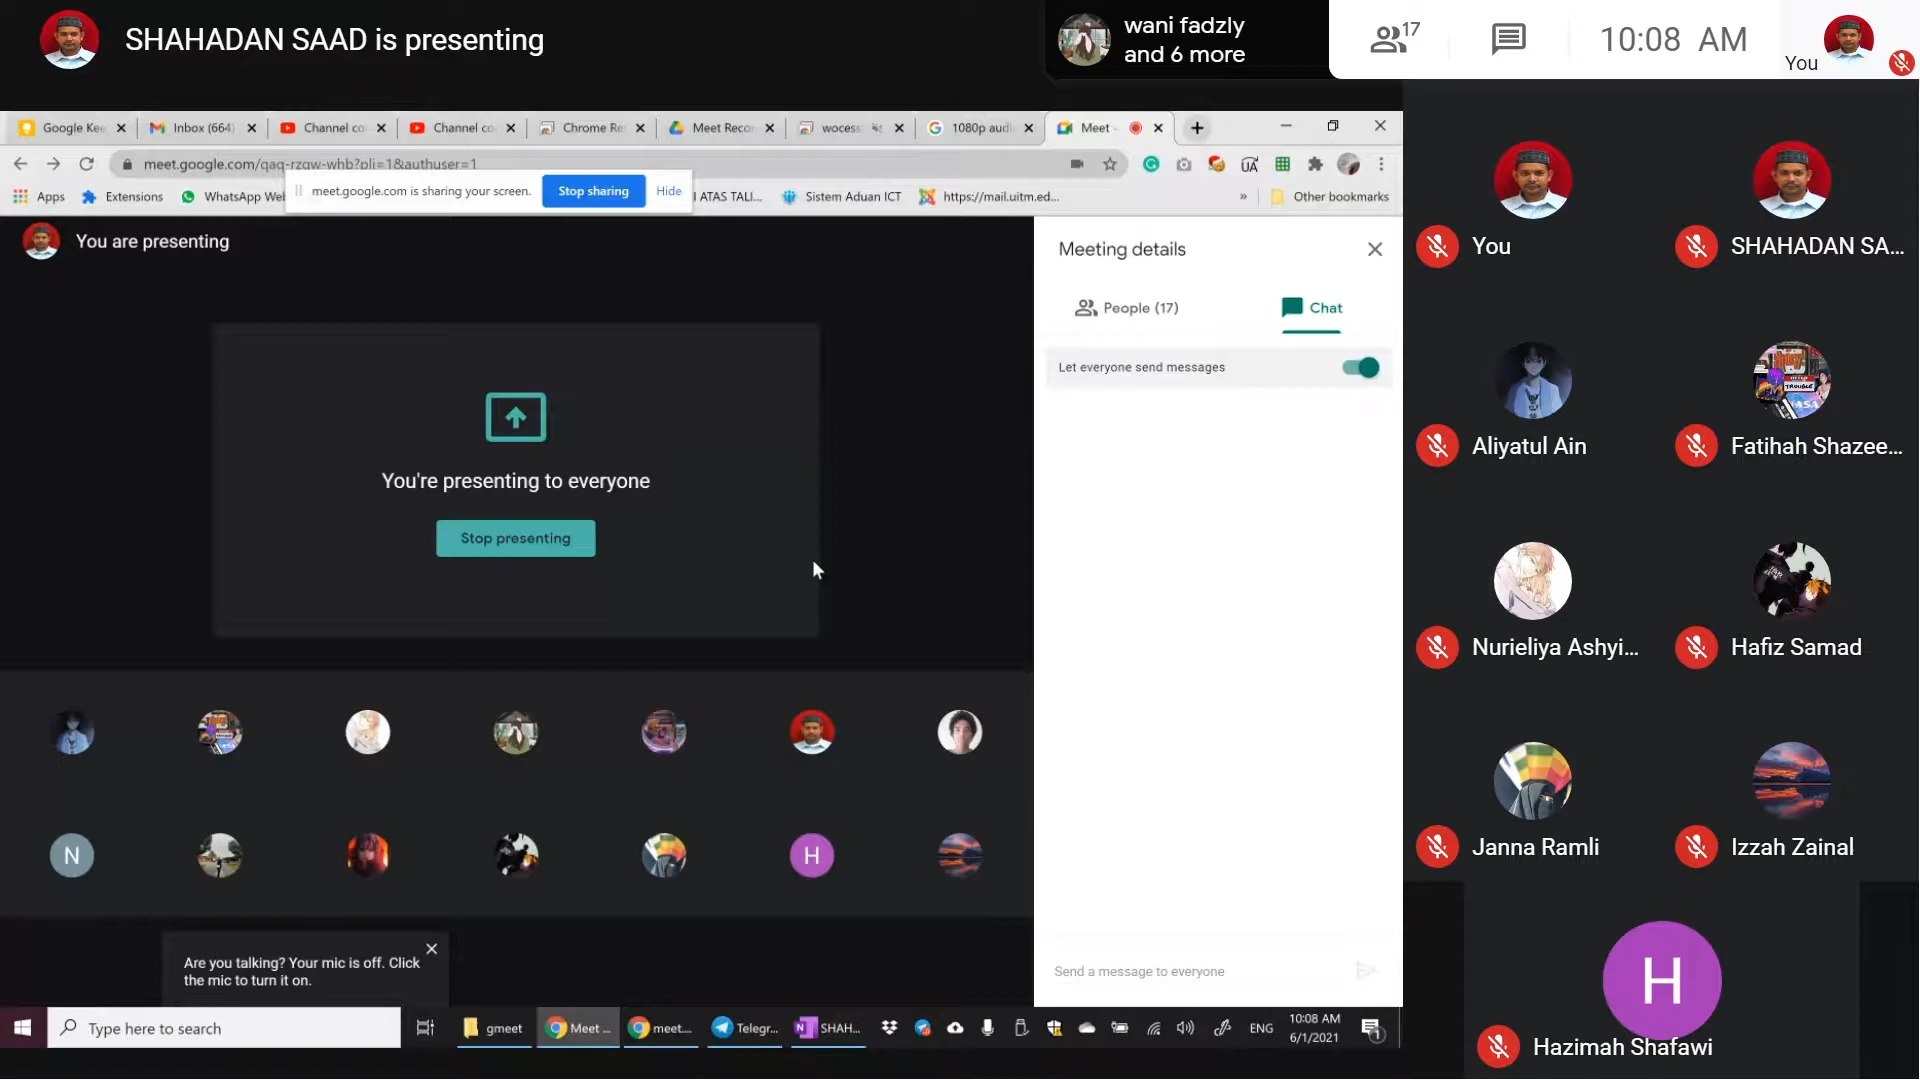 SHAHADAN SAAD is presenting
wani fadzly
and 6 more
17
10:08 AM
You
Google Kee
Inbox (664)
Channel co
Channel co
Chrome Re
Meet Reco
wocess
1080p audi
Meet -
meet.google.com/qaq-rzqw-whb?pli=1&authuser=1
Apps
Extensions
WhatsApp Wel
meet.google.com is sharing your screen.
Stop sharing
Hide
I ATAS TALI...
Sistem Aduan ICT
https://mail.uitm.ed...
»
Other bookmarks
You are presenting
Meeting details
People (17)
Chat
Let everyone send messages
You're presenting to everyone
Stop presenting
N
H
Are you talking? Your mic is off. Click
the mic to turn it on.
Send a message to everyone
Type here to search
gmeet
Meet ...
meet....
Telegr...
SHAH...
ENG
10:08 AM
6/1/2021
1
You
SHAHADAN SA...
Aliyatul Ain
Fatihah Shazee...
Nurieliya Ashyi...
Hafiz Samad
Janna Ramli
Izzah Zainal
H
Hazimah Shafawi